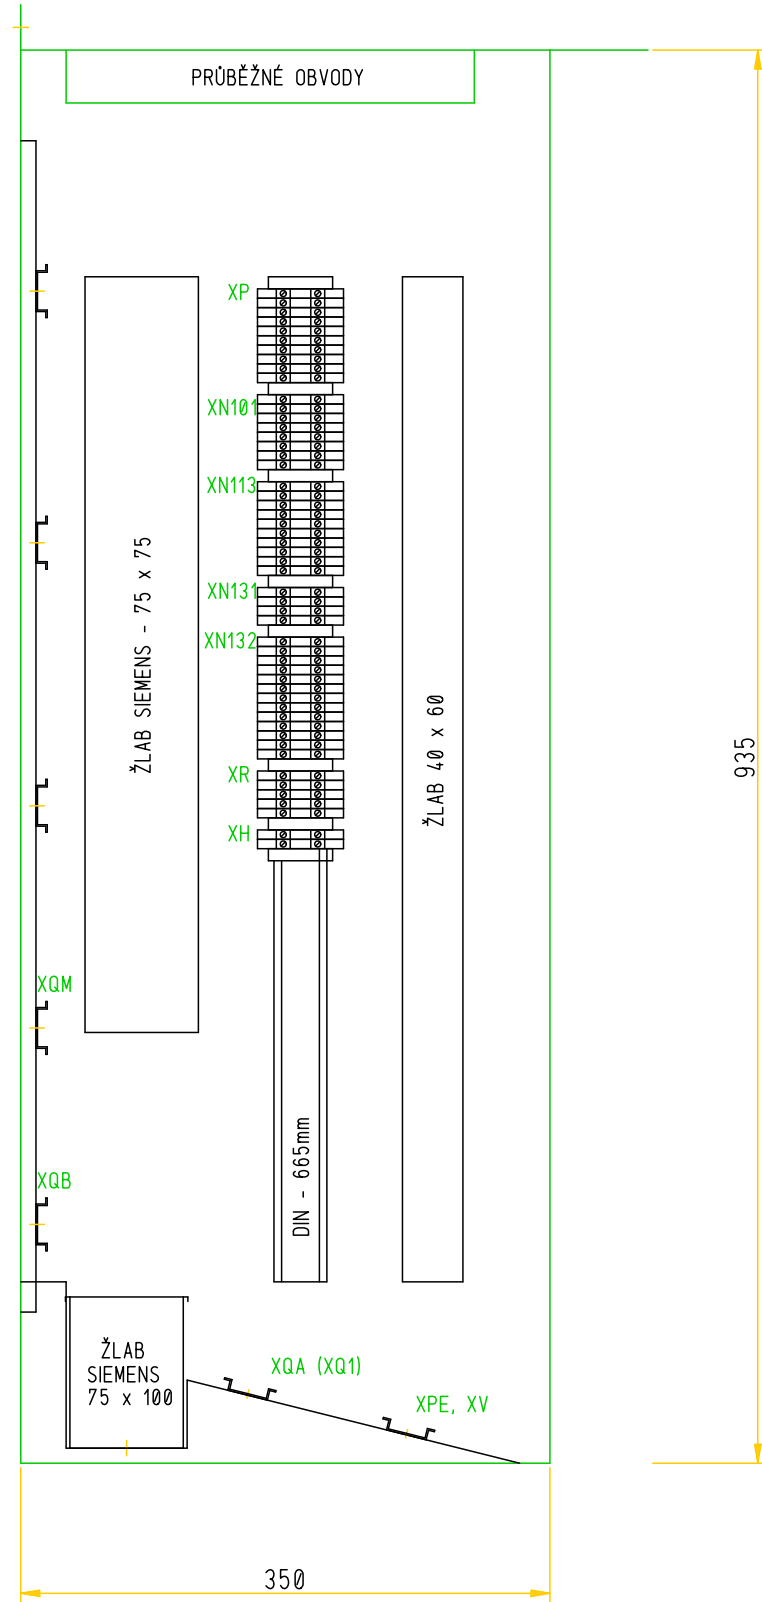 PRŮBĚŽNÉ OBVODY
XP
XN101
XN113
XN131
XN132
XR
XH
ŽLAB SIEMENS - 75 x 75
ŽLAB 40 x 60
935
XQM
XQB
DIN - 665mm
ŽLAB
SIEMENS
75 x 100
XQA (XQ1)
XPE, XV
350